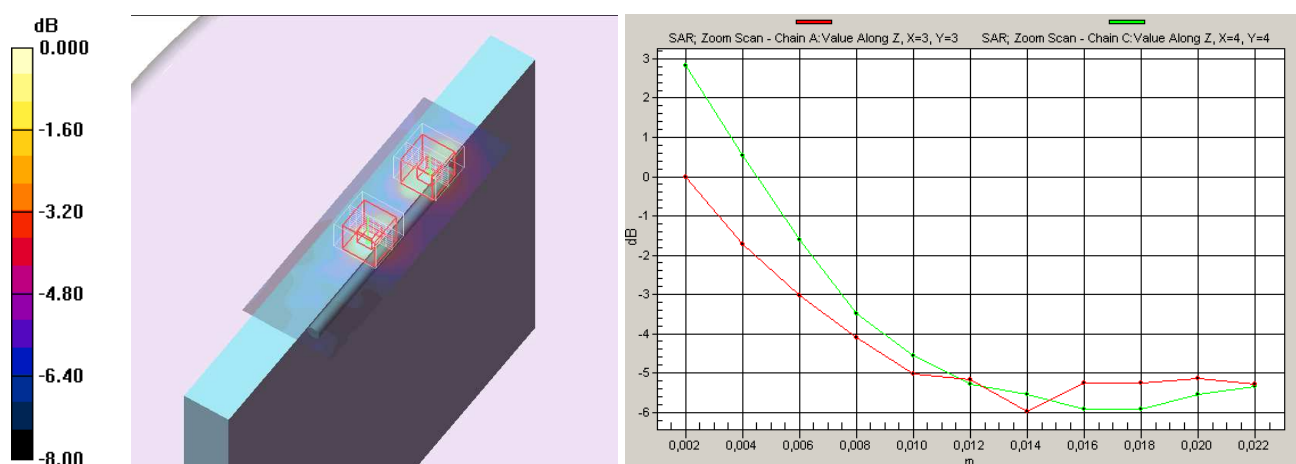 dB
0.000
-1.60
-3.20
-4.80
-6.40
-8.00
SAR; Zoom Scan - Chain A:Value Along Z, X=3, Y=3
SAR; Zoom Scan - Chain C:Value Along Z, X=4, Y=4
3
2
1
0
-1
-2
-3
-4
-5
-6
dB
0,002 0,004 0,006 0,008 0,010 0,012 0,014 0,016 0,018 0,020 0,022
m